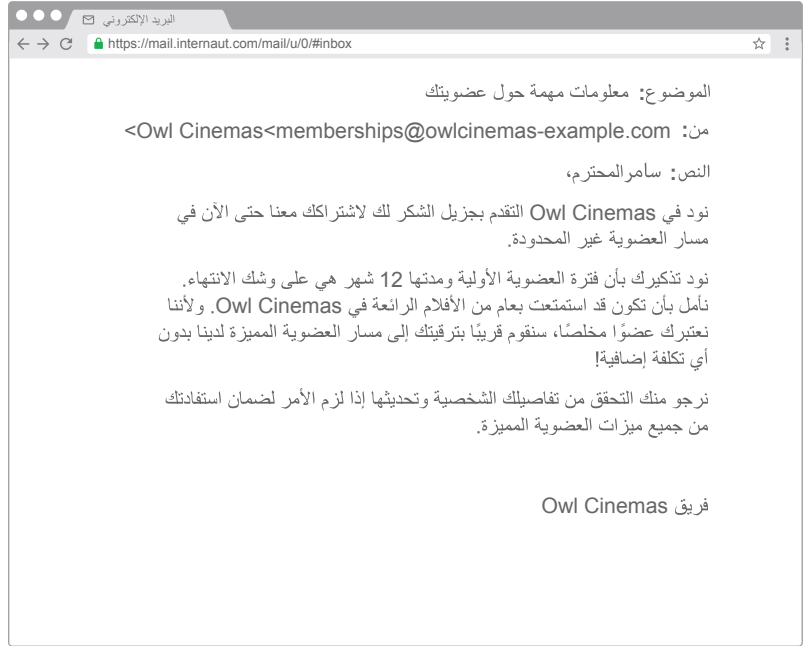 البريد الإلكتروني
https://mail.internaut.com/mail/u/0/#inbox
الموضوع: معلومات مهمة حول عضويتك
من: Owl Cinemas<memberships@owlcinemas-example.com>
النص: سامرالمحترم،
نود في Owl Cinemas التقدم بجزيل الشكر لك لاشتراكك معنا حتى الآن في
مسار العضوية غير المحدودة.
نود تذكيرك بأن فترة العضوية الأولية ومدتها 12 شهر هي على وشك الانتهاء.
نأمل بأن تكون قد استمتعت بعام من الأفلام الرائعة في Owl Cinemas. ولأننا
نعتبرك عضوًا مخلصًا، سنقوم قريبًا بترقيتك إلى مسار العضوية المميزة لدينا بدون
أي تكلفة إضافية!
نرجو منك التحقق من تفاصيلك الشخصية وتحديثها إذا لزم الأمر لضمان استفادتك
من جميع ميزات العضوية المميزة.
فريق Owl Cinemas